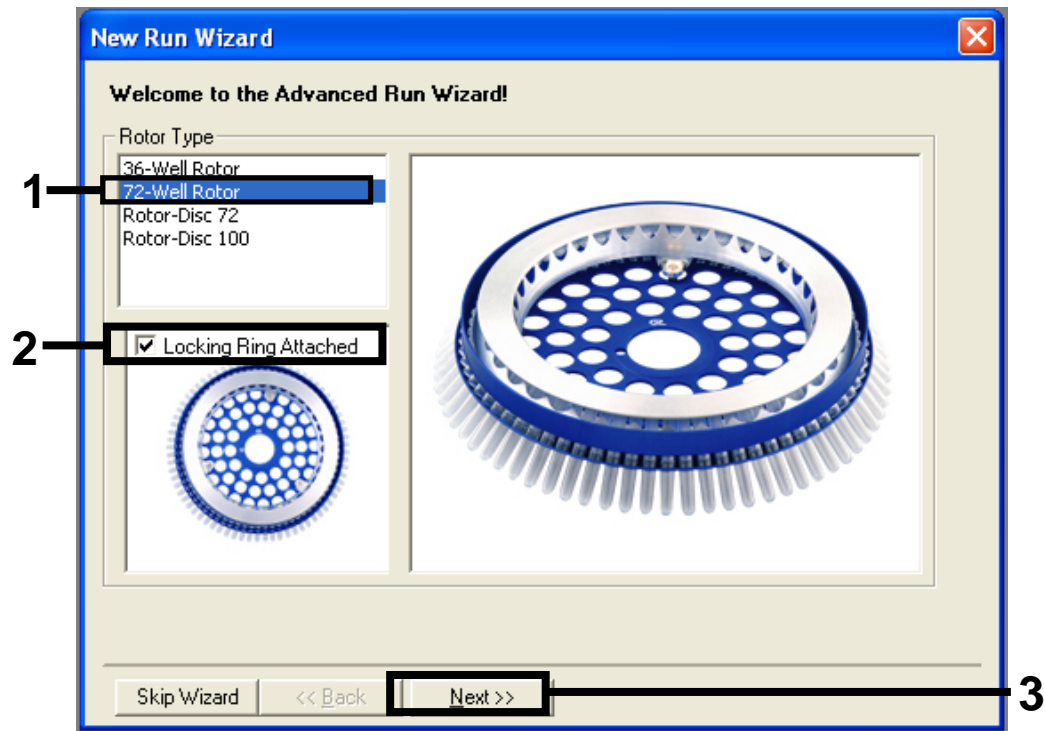 New Run Wizard
Welcome to the Advanced Run Wizard!
Rotor Type
36-Well Rotor
1
72-Well Rotor
Rotor-Disc 72
Rotor-Disc 100
2
Locking Ring Attached
Skip Wizard
<< Back
Next >>
3